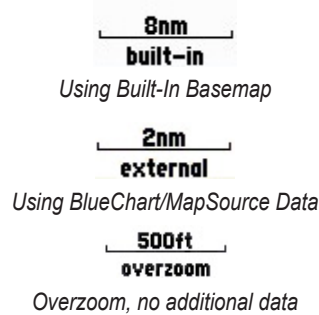 8nm
built-in
Using Built-In Basemap
2nm
external
Using BlueChart/MapSource Data
500ft
overzoom
Overzoom, no additional data